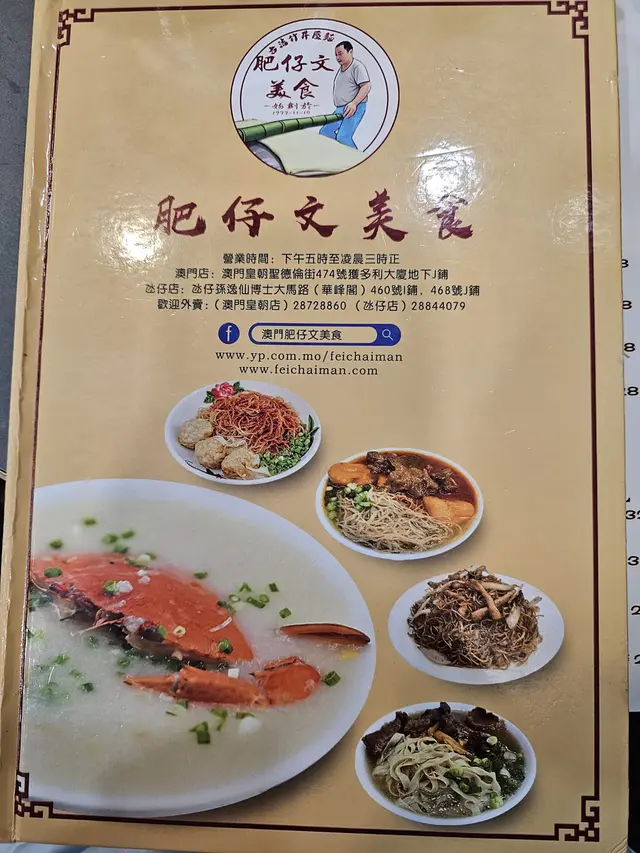 古法竹昇壓麵
肥仔文
美食
始創於
1999-11-10
肥仔文美食
營業時間：下午五時至凌晨三時正
澳門店：澳門皇朝聖德倫街474號獲多利大廈地下J鋪
氹仔店：氹仔孫逸仙博士大馬路（華峰閣）460號I鋪，468號J鋪
歡迎外賣：（澳門皇朝店）28728860（氹仔店）28844079
f 澳門肥仔文美食
www.yp.com.mo/feichaiman
www.feichaiman.com